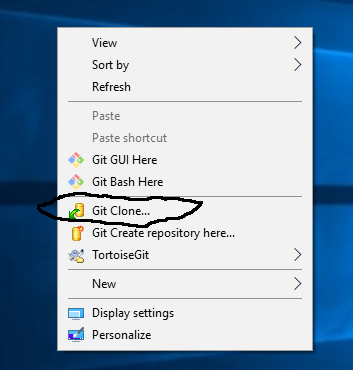 View
Sort by
Refresh
Paste
Paste shortcut
Git GUI Here
Git Bash Here
Git Clone...
Git Create repository here...
TortoiseGit
New
Display settings
Personalize